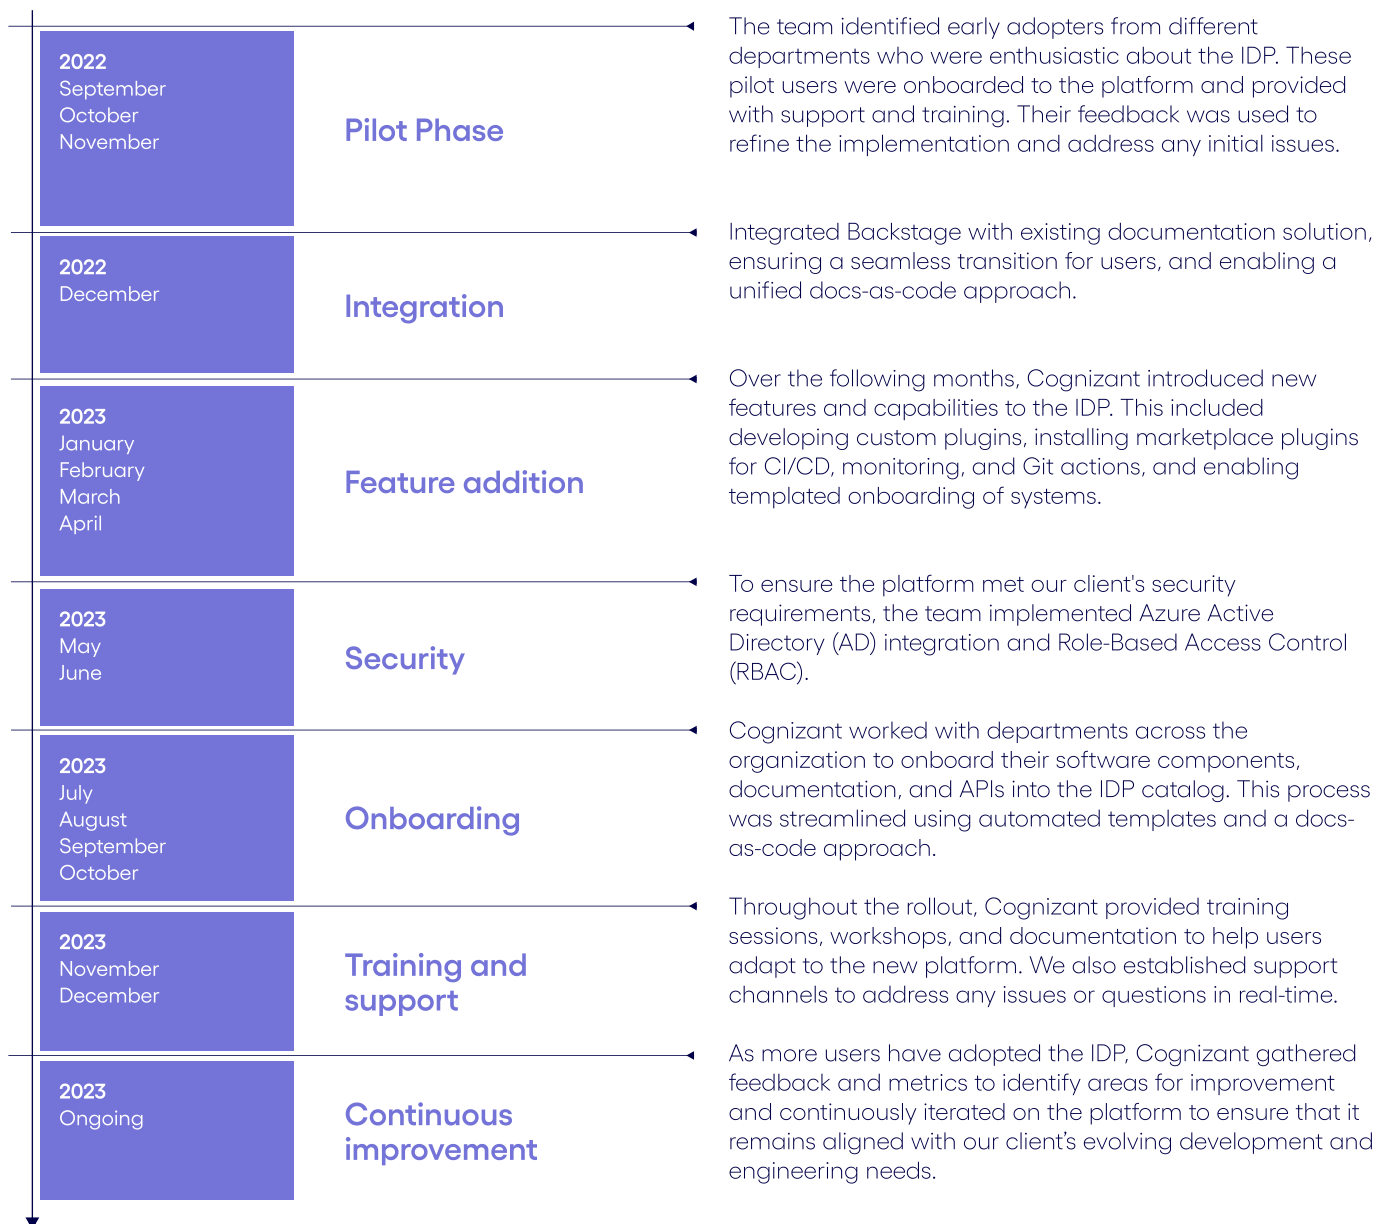 2022
September
October
November
Pilot Phase
The team identified early adopters from different
departments who were enthusiastic about the IDP. These
pilot users were onboarded to the platform and provided
with support and training. Their feedback was used to
refine the implementation and address any initial issues.
2022
December
Integration
Integrated Backstage with existing documentation solution,
ensuring a seamless transition for users, and enabling a
unified docs-as-code approach.
2023
January
February
March
April
Feature addition
Over the following months, Cognizant introduced new
features and capabilities to the IDP. This included
developing custom plugins, installing marketplace plugins
for CI/CD, monitoring, and Git actions, and enabling
templated onboarding of systems.
2023
May
June
Security
To ensure the platform met our client's security
requirements, the team implemented Azure Active
Directory (AD) integration and Role-Based Access Control
(RBAC).
2023
July
August
September
October
Onboarding
Cognizant worked with departments across the
organization to onboard their software components,
documentation, and APIs into the IDP catalog. This process
was streamlined using automated templates and a docs-
as-code approach.
2023
November
December
Training and
support
Throughout the rollout, Cognizant provided training
sessions, workshops, and documentation to help users
adapt to the new platform. We also established support
channels to address any issues or questions in real-time.
2023
Ongoing
Continuous
improvement
As more users have adopted the IDP, Cognizant gathered
feedback and metrics to identify areas for improvement
and continuously iterated on the platform to ensure that it
remains aligned with our client’s evolving development and
engineering needs.